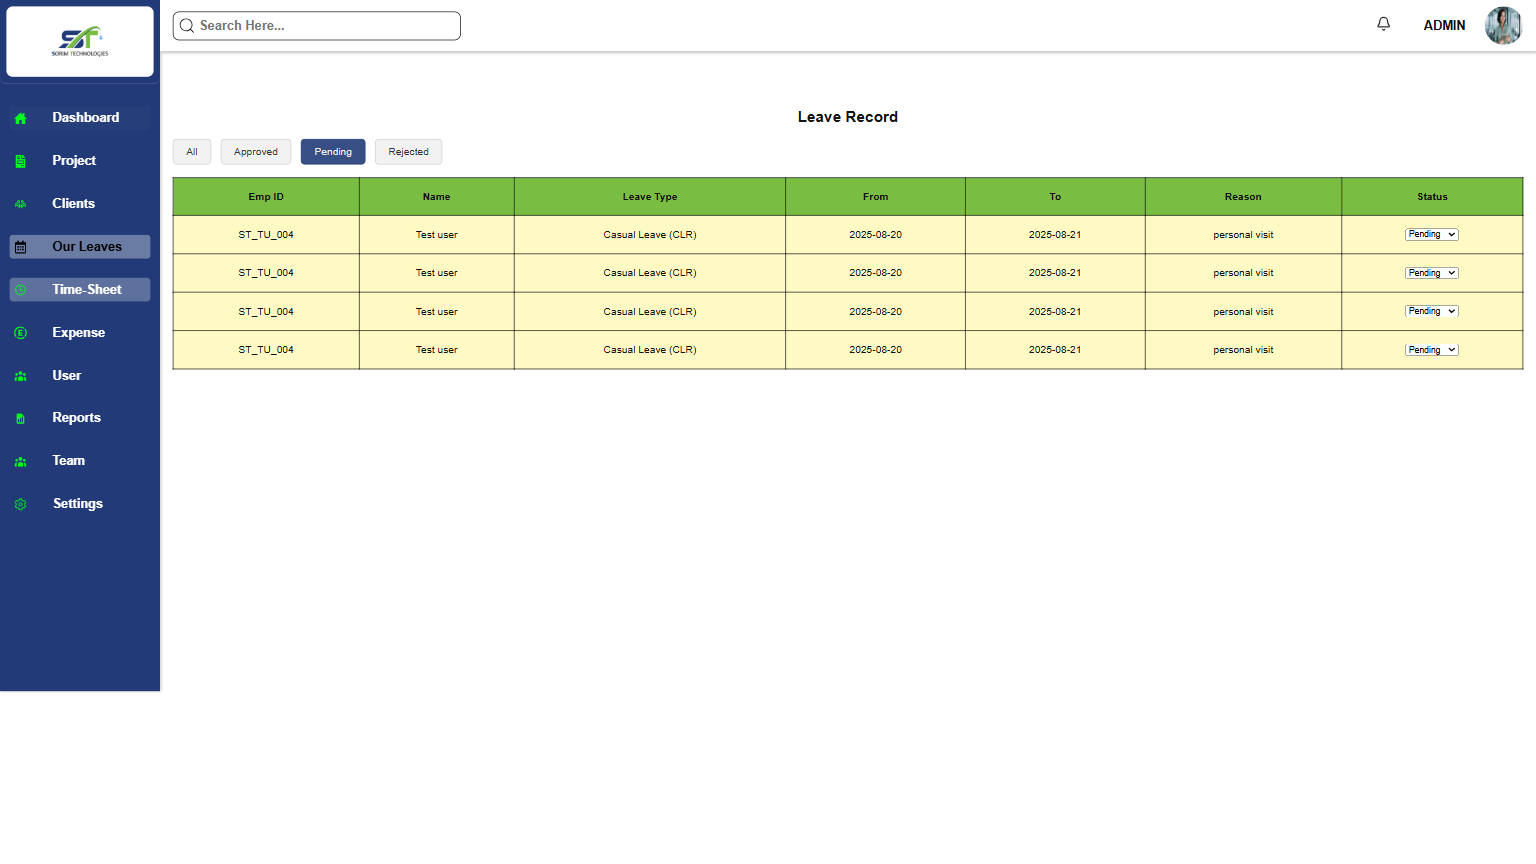 SORIM TECHNOLOGIES
Search Here...
ADMIN
Dashboard
Project
Clients
Our Leaves
Time-Sheet
Expense
User
Reports
Team
Settings
Leave Record
All Approved Pending Rejected
Emp ID Name Leave Type From To Reason Status
ST_TU_004 Test user Casual Leave (CLR) 2025-08-20 2025-08-21 personal visit Pending
ST_TU_004 Test user Casual Leave (CLR) 2025-08-20 2025-08-21 personal visit Pending
ST_TU_004 Test user Casual Leave (CLR) 2025-08-20 2025-08-21 personal visit Pending
ST_TU_004 Test user Casual Leave (CLR) 2025-08-20 2025-08-21 personal visit Pending